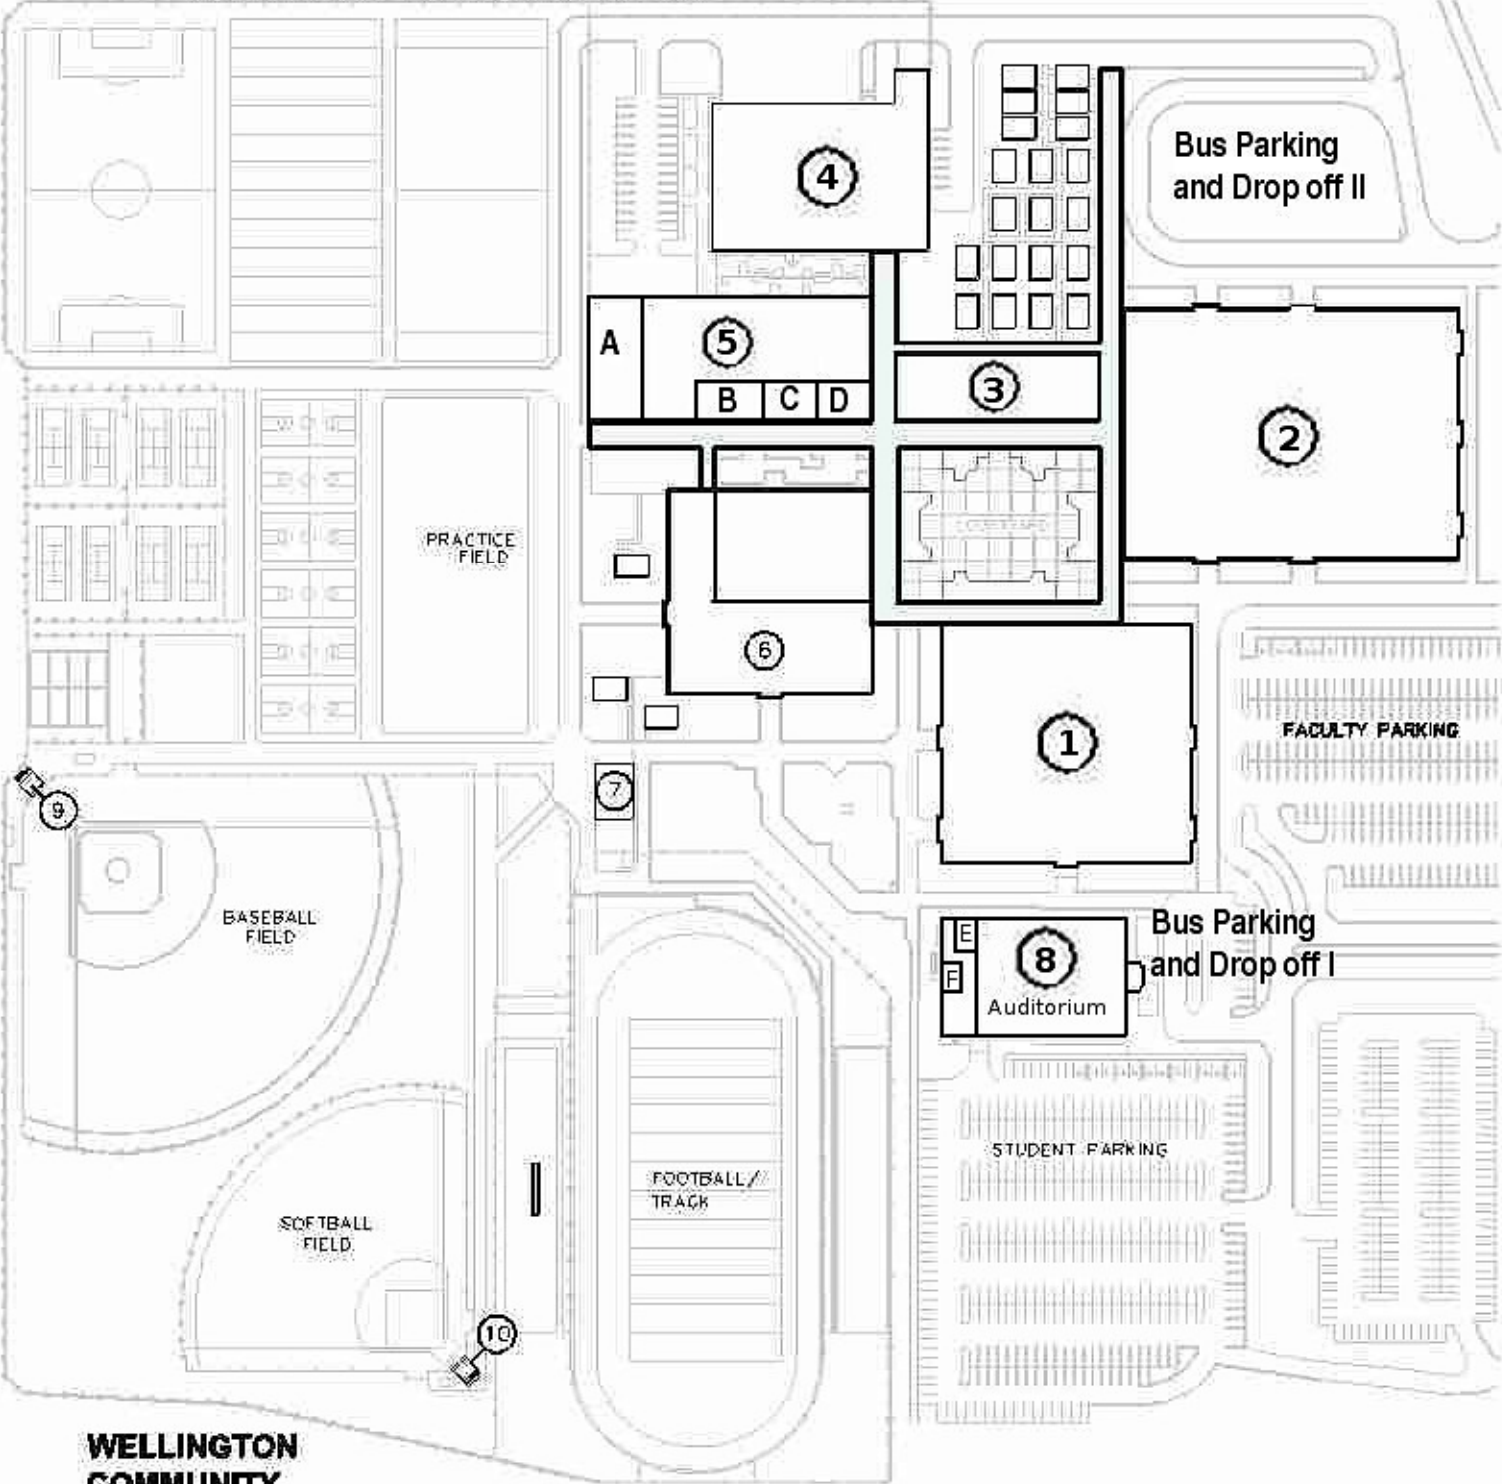 Bus Parking
and Drop off II
4
A
5
B
C
D
3
2
PRACTICE
FIELD
6
1
FACULTY PARKING
7
9
BASEBALL
FIELD
E
F
8
Auditorium
Bus Parking
and Drop off I
STUDENT PARKING
FOOTBALL/
TRACK
SOFTBALL
FIELD
10
WELLINGTON
COMMUNITY